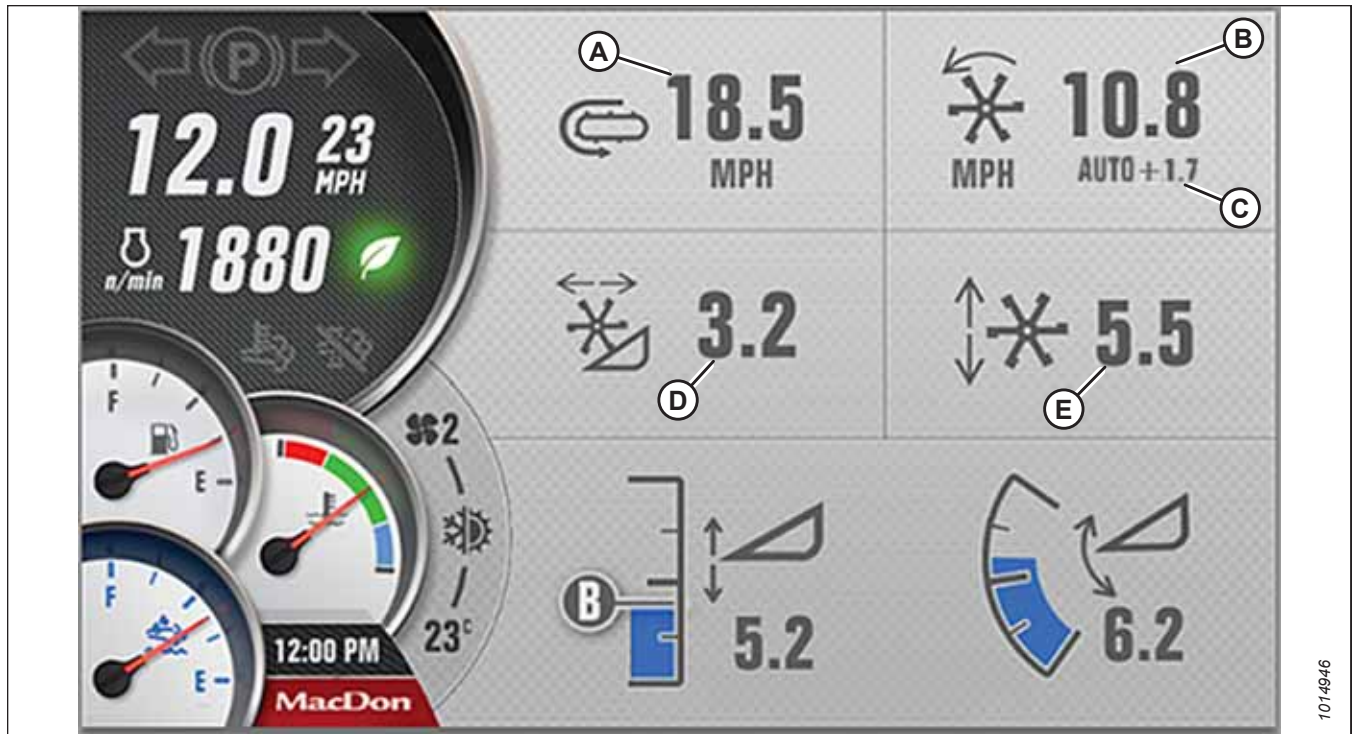 P
12.0 23
MPH
n/min 1880
F
E
F
E
2
23°C
12:00 PM
MacDon
A
18.5
MPH
B
10.8
MPH AUTO+1.7
C
3.2
D
5.5
E
B
5.2
6.2
1014946